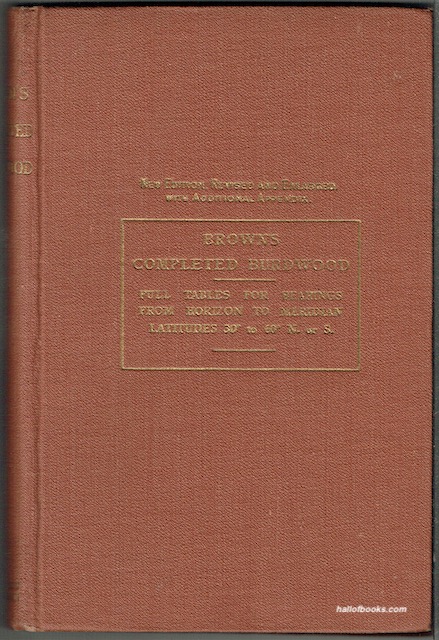 NEW EDITION, REVISED AND ENLARGED
WITH ADDITIONAL APPENDIX.
BROWNS
COMPLETED BURDWOOD
FULL TABLES FOR BEARINGS
FROM HORIZON TO MERIDIAN
LATITUDES 30° to 60° N. or S.
hallofbooks.com